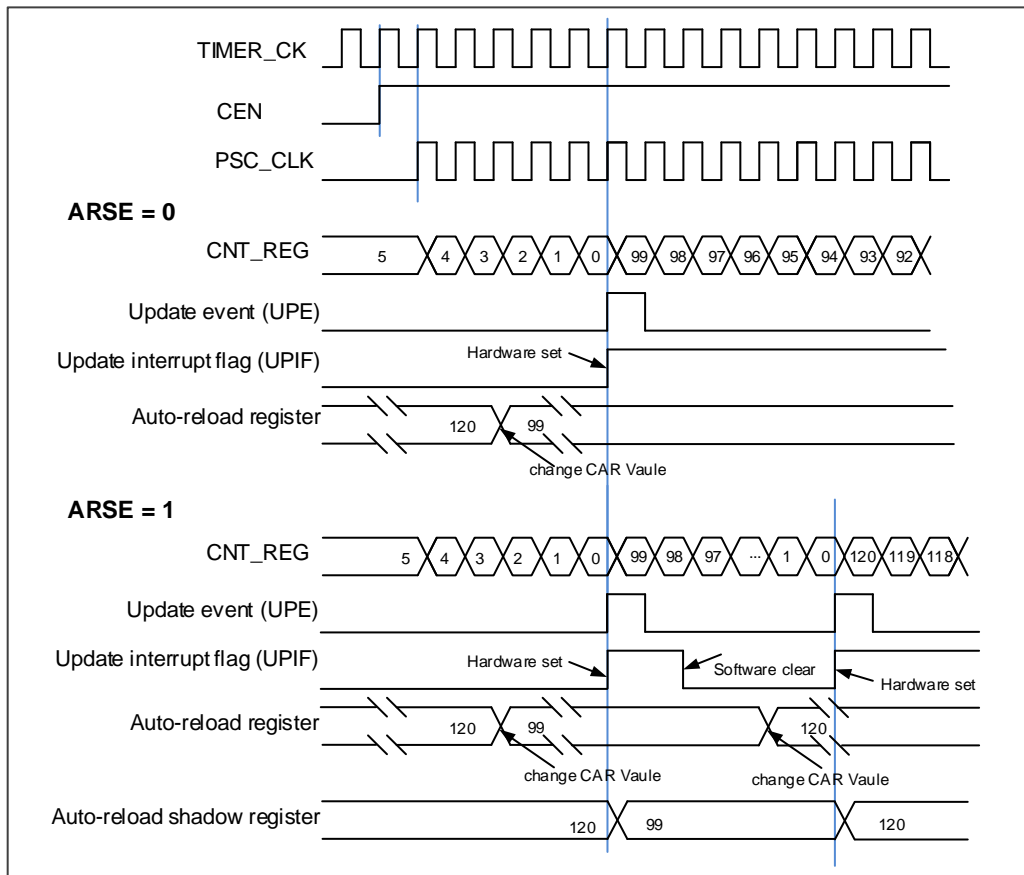 TIMER_CK
CEN
PSC_CLK
ARSE = 0
CNT_REG 5 4 3 2 1 0 99 98 97 96 95 94 93 92
Update event (UPE)
Update interrupt flag (UPIF) Hardware set
Auto-reload register 120 99
change CAR Vaule
ARSE = 1
CNT_REG 5 4 3 2 1 0 99 98 97 ... 1 0 120 119 118
Update event (UPE)
Update interrupt flag (UPIF) Hardware set Software clear Hardware set
Auto-reload register 120 99 120
change CAR Vaule change CAR Vaule
Auto-reload shadow register 120 99 120